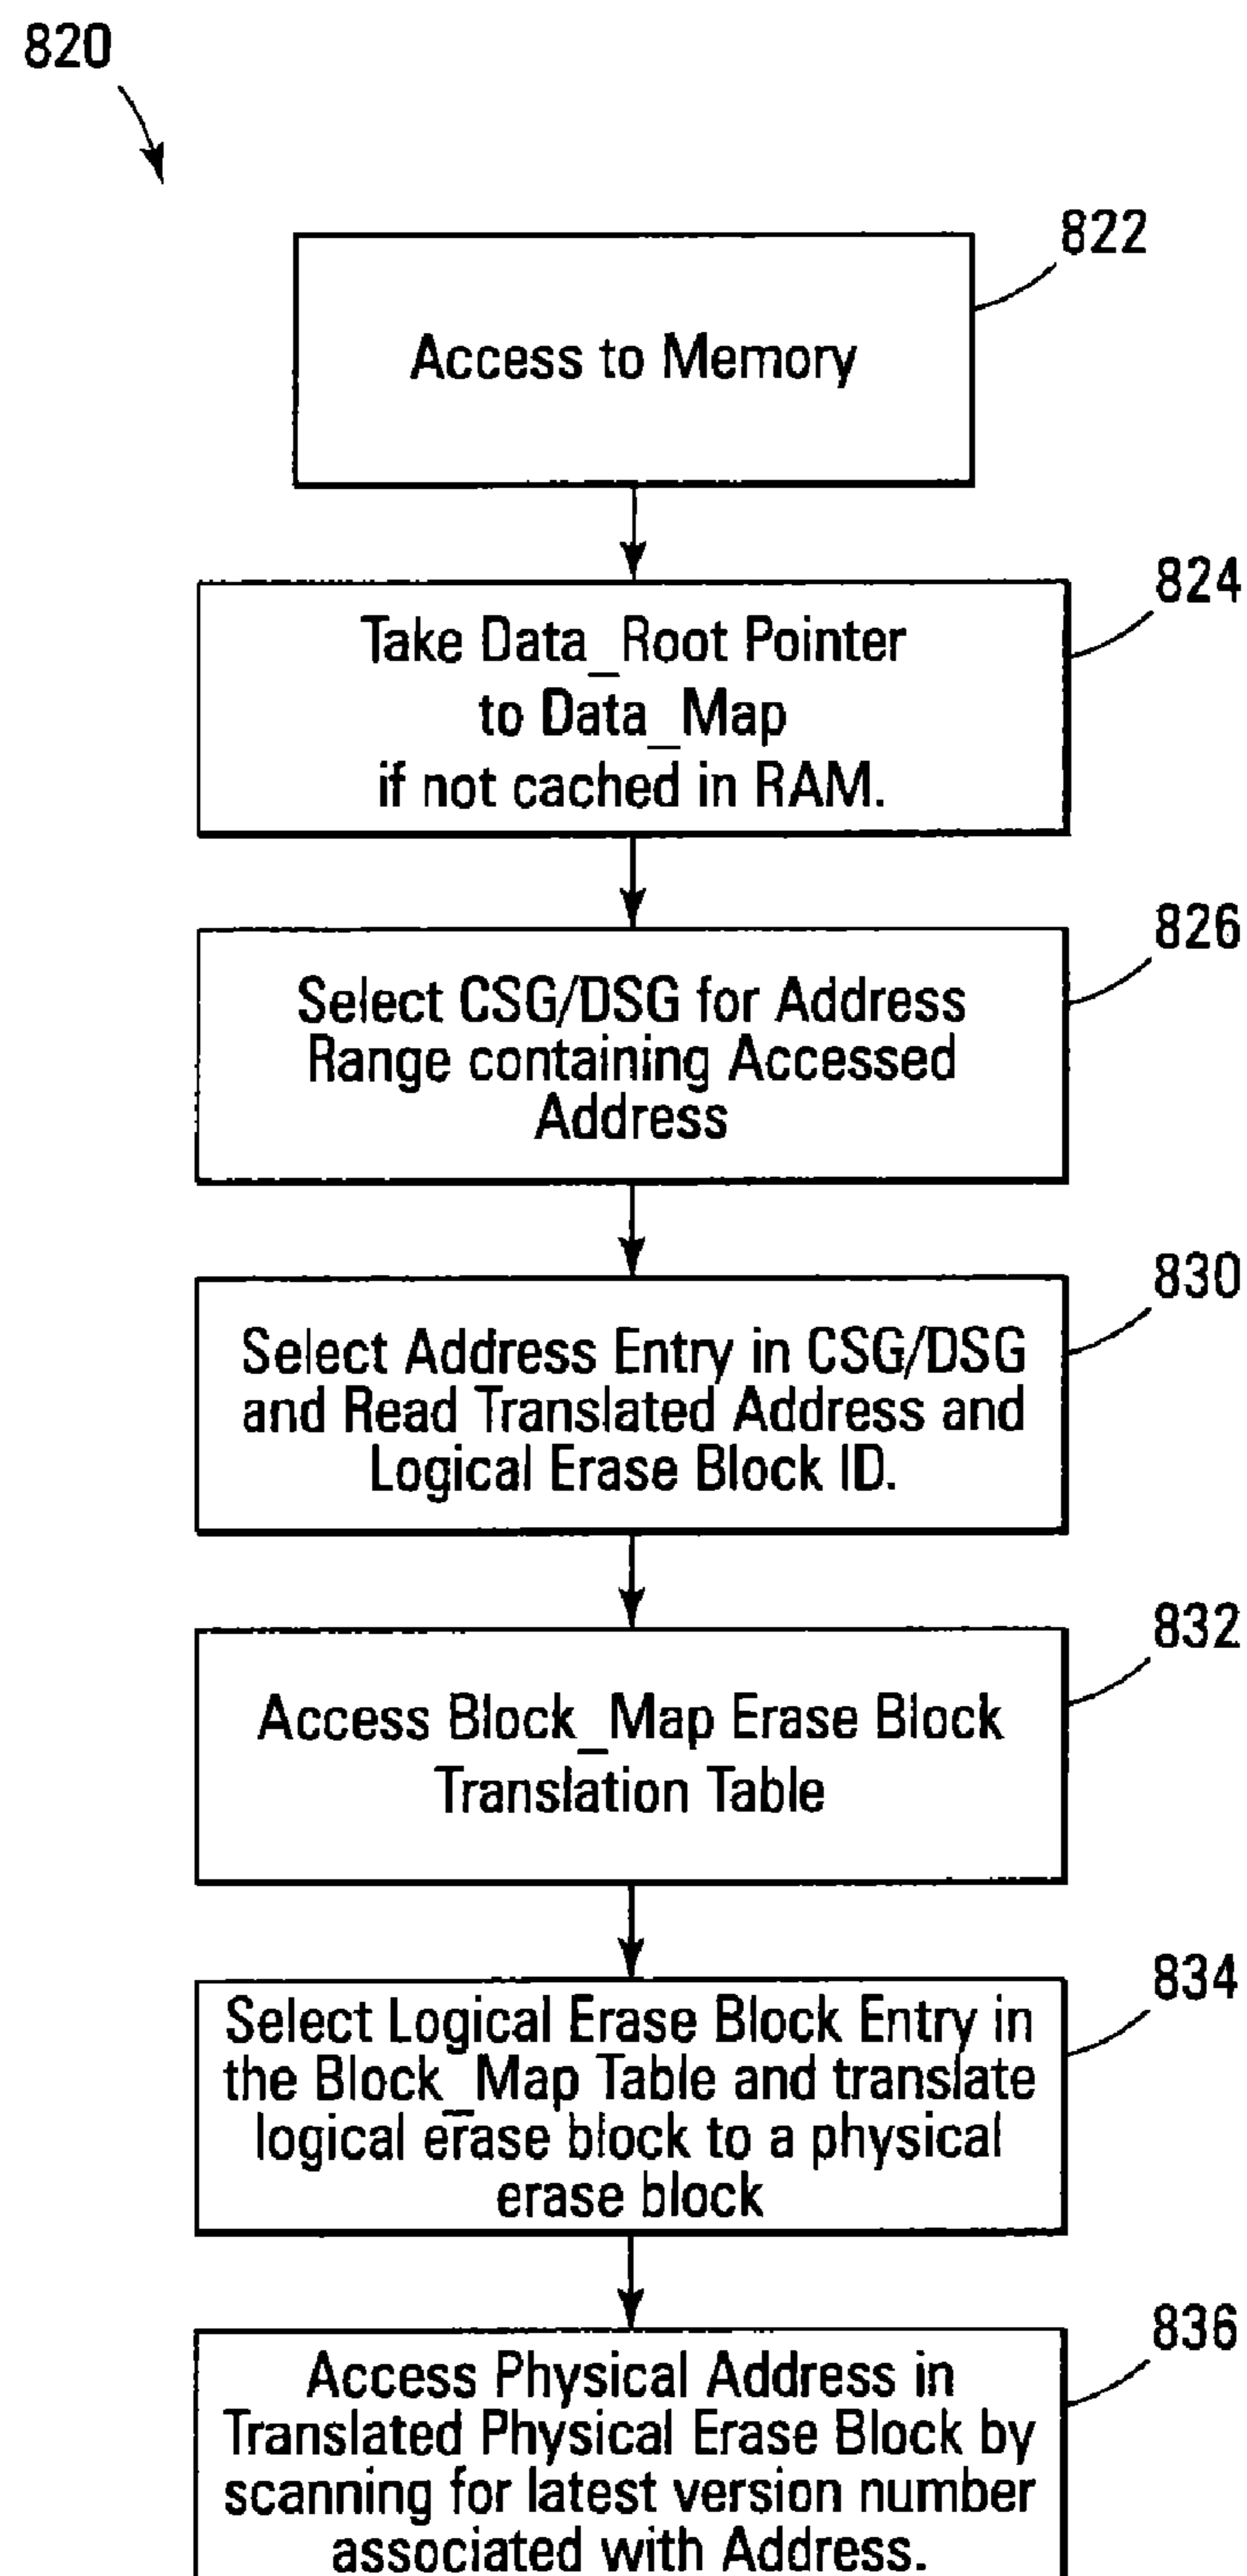 820
822
Access to Memory
824
Take Data_Root Pointer
to Data_Map
if not cached in RAM.
826
Select CSG/DSG for Address
Range containing Accessed
Address
830
Select Address Entry in CSG/DSG
and Read Translated Address and
Logical Erase Block ID.
832
Access Block_Map Erase Block
Translation Table
834
Select Logical Erase Block Entry in
the Block_Map Table and translate
logical erase block to a physical
erase block
836
Access Physical Address in
Translated Physical Erase Block by
scanning for latest version number
associated with Address.